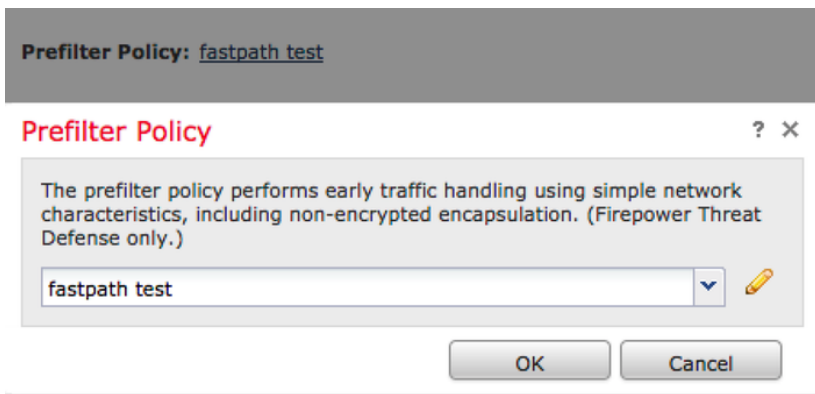 Prefilter Policy: fastpath test
Prefilter Policy ? ×
The prefilter policy performs early traffic handling using simple network
characteristics, including non-encrypted encapsulation. (Firepower Threat
Defense only.)
fastpath test
OK Cancel